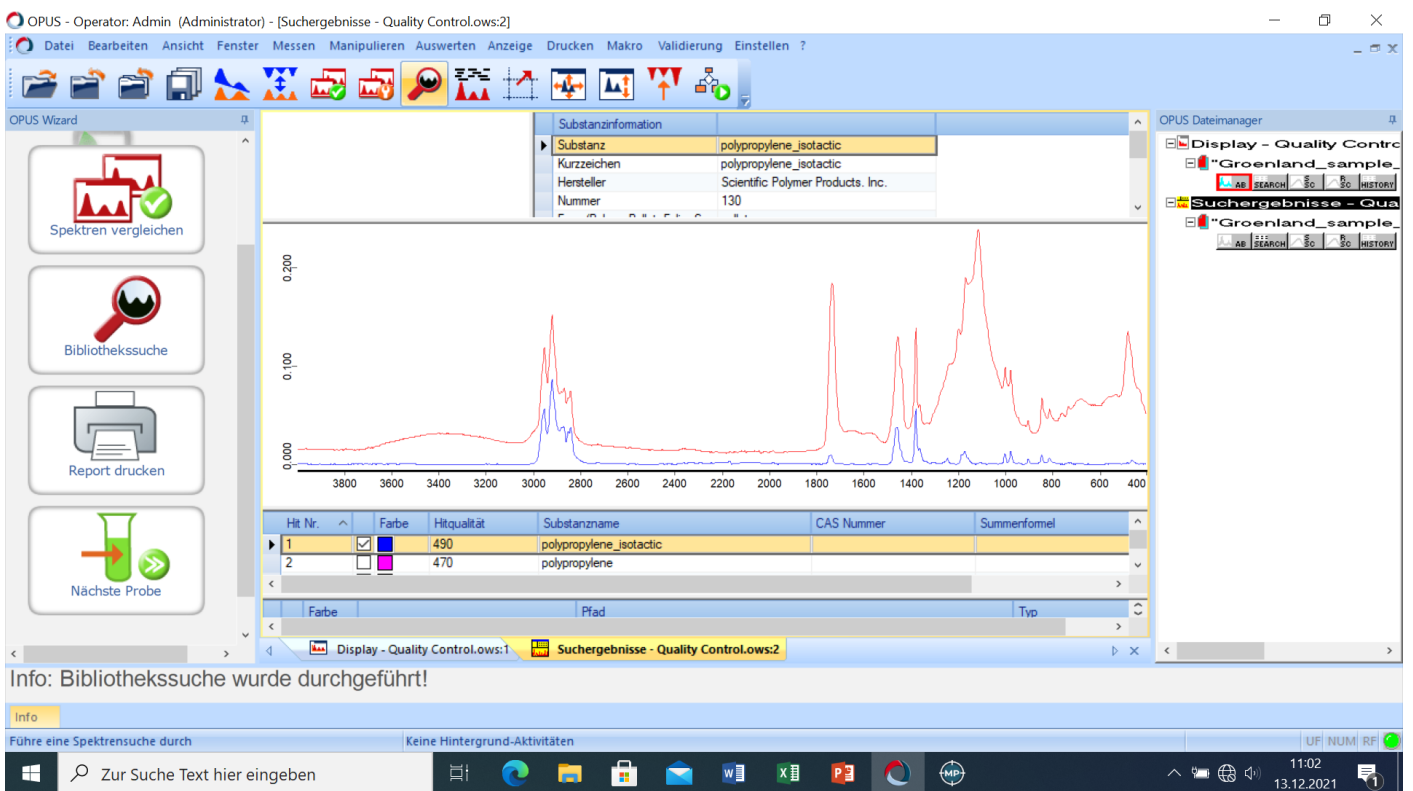 OPUS - Operator: Admin (Administrator) - [Suchergebnisse - Quality Control.ows:2]
Datei Bearbeiten Ansicht Fenster Messen Manipulieren Auswerten Anzeige Drucken Makro Validierung Einstellen ?
OPUS Wizard
Spektren vergleichen
Bibliothekssuche
Report drucken
Nächste Probe
Substanzinformation
Substanz polypropylene_isotactic
Kurzzeichen polypropylene_isotactic
Hersteller Scientific Polymer Products. Inc.
Nummer 130
0.200
0.100
0.000
3800 3600 3400 3200 3000 2800 2600 2400 2200 2000 1800 1600 1400 1200 1000 800 600 400
Hit Nr. Farbe Hitqualität Substanzname CAS Nummer Summenformel
1 490 polypropylene_isotactic
2 470 polypropylene
Farbe Pfad Typ
Display - Quality Control.ows:1 Suchergebnisse - Quality Control.ows:2
OPUS Dateimanager
Display - Quality Contro
"Groenland_sample_
AB SEARCH S SC R SC HISTORY
Suchergebnisse - Qua
"Groenland_sample_
AB SEARCH S SC R SC HISTORY
Info: Bibliothekssuche wurde durchgeführt!
Info
Führe eine Spektrensuche durch Keine Hintergrund-Aktivitäten UF NUM RF
Zur Suche Text hier eingeben MP 11:02
13.12.2021 1